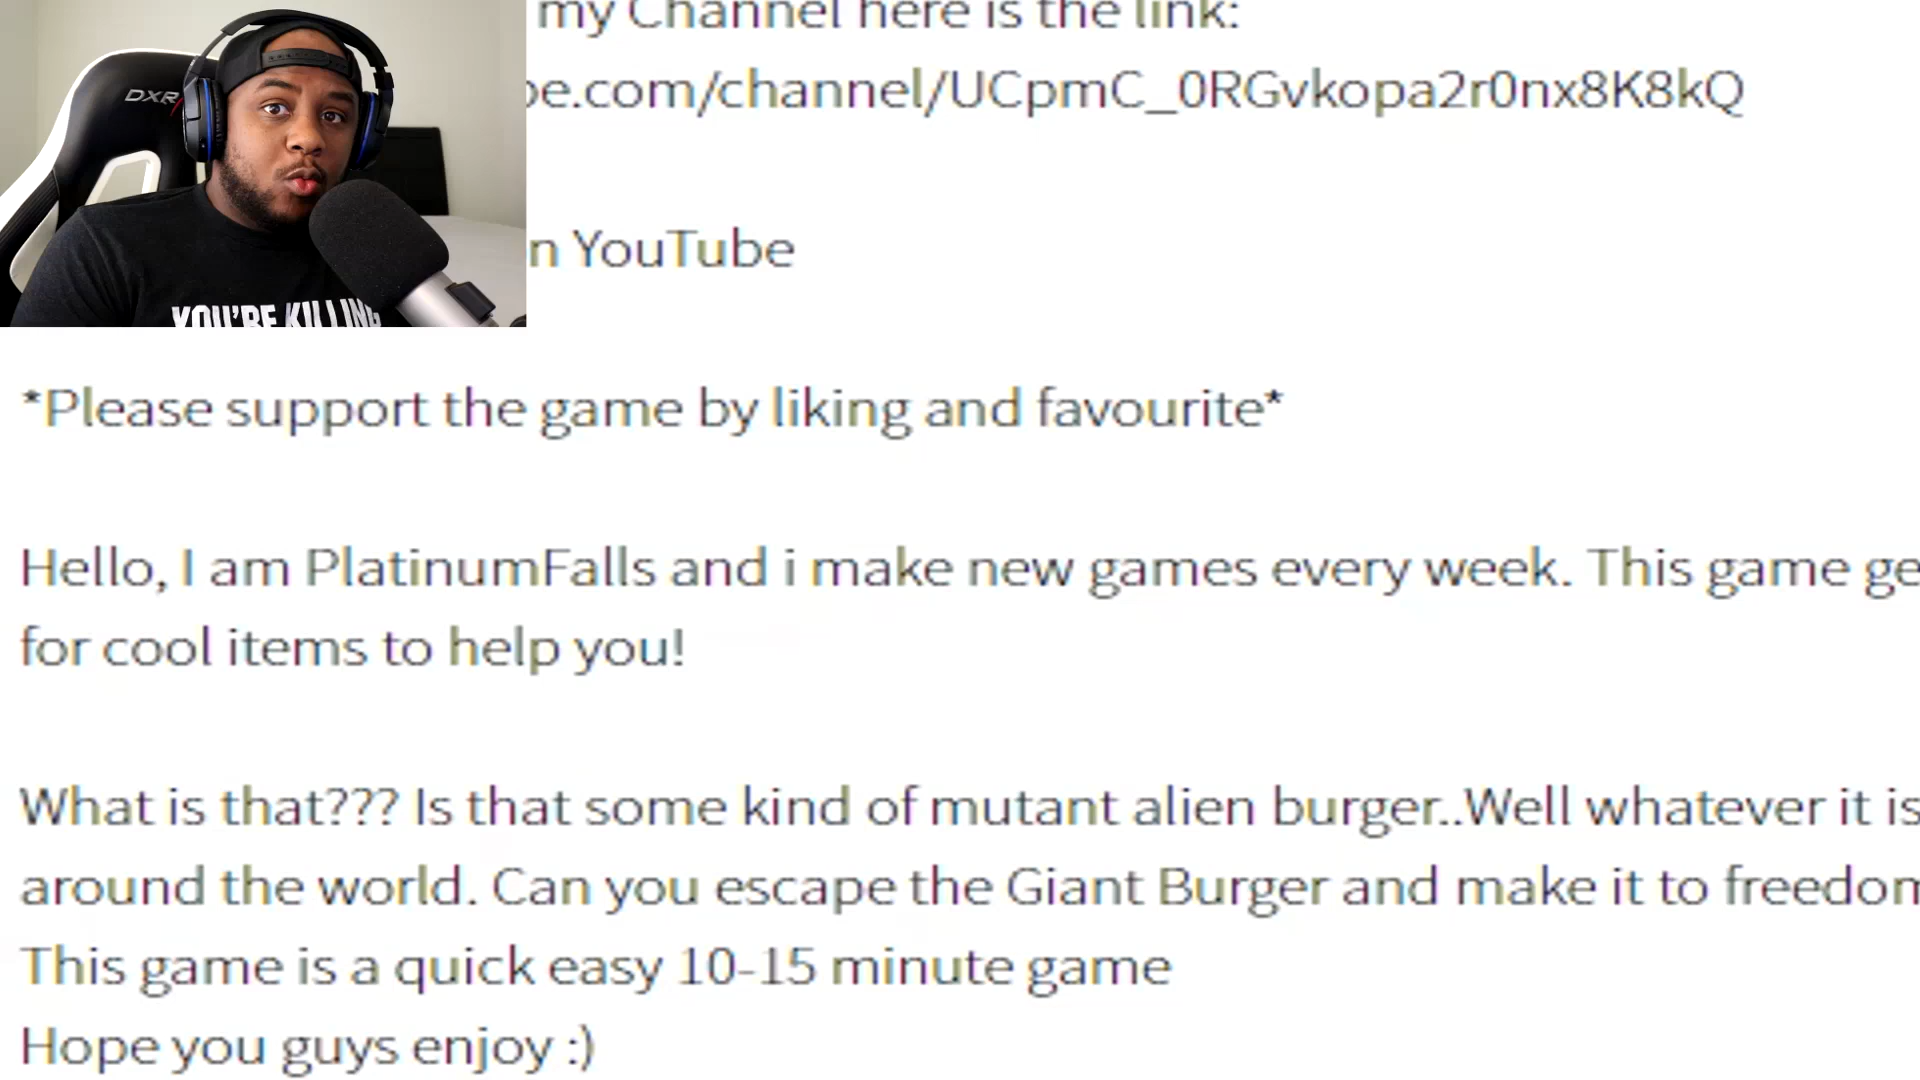 my Channel here is the link:
be.com/channel/UCpmC_0RGvkopa2r0nx8K8kQ
n YouTube
DXR
YOU'RE KILLING
*Please support the game by liking and favourite*
Hello, I am PlatinumFalls and i make new games every week. This game ge
for cool items to help you!
What is that??? Is that some kind of mutant alien burger..Well whatever it is
around the world. Can you escape the Giant Burger and make it to freedom
This game is a quick easy 10-15 minute game
Hope you guys enjoy :)